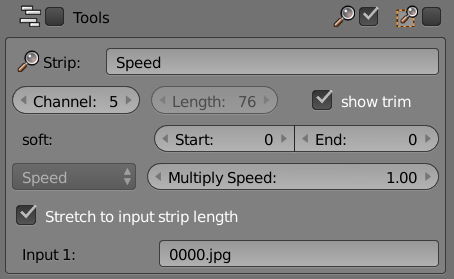 Tools
Strip: Speed
Channel: 5 Length: 76 show trim
soft: Start: 0 End: 0
Speed Multiply Speed: 1.00
Stretch to input strip length
Input 1: 0000.jpg